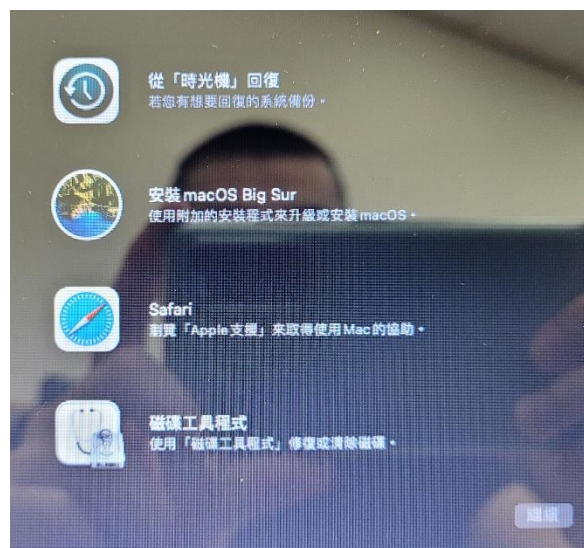 從「時光機」回復
若您有想要回復的系統備份。
安裝 macOS Big Sur
使用附加的安裝程式來升級或安裝 macOS。
Safari
瀏覽「Apple 支援」來取得使用 Mac 的協助。
磁碟工具程式
使用「磁碟工具程式」修復或清除磁碟。
繼續